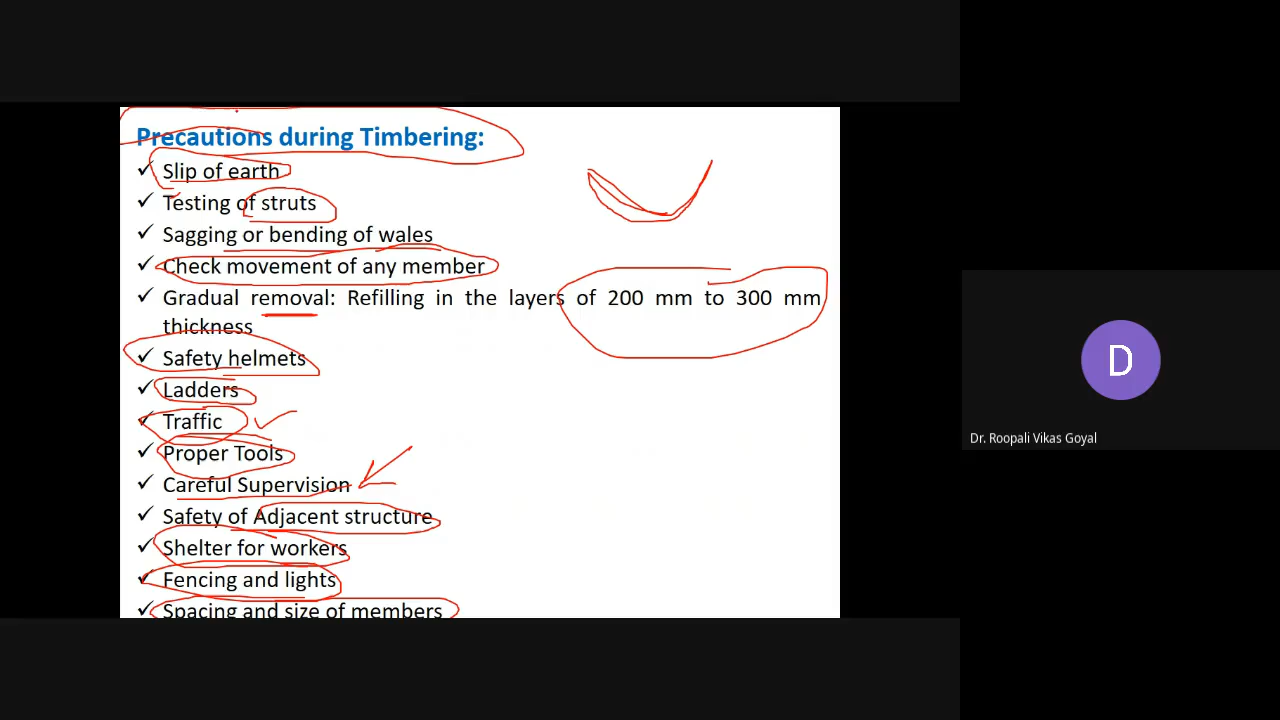 Precautions during Timbering:
✓ Slip of earth
✓ Testing of struts
✓ Sagging or bending of wales
✓ Check movement of any member
✓ Gradual removal: Refilling in the layers of 200 mm to 300 mm
thickness
✓ Safety helmets
✓ Ladders
✓ Traffic
✓ Proper Tools
✓ Careful Supervision
✓ Safety of Adjacent structure
✓ Shelter for workers
✓ Fencing and lights
✓ Spacing and size of members
D
Dr. Roopali Vikas Goyal